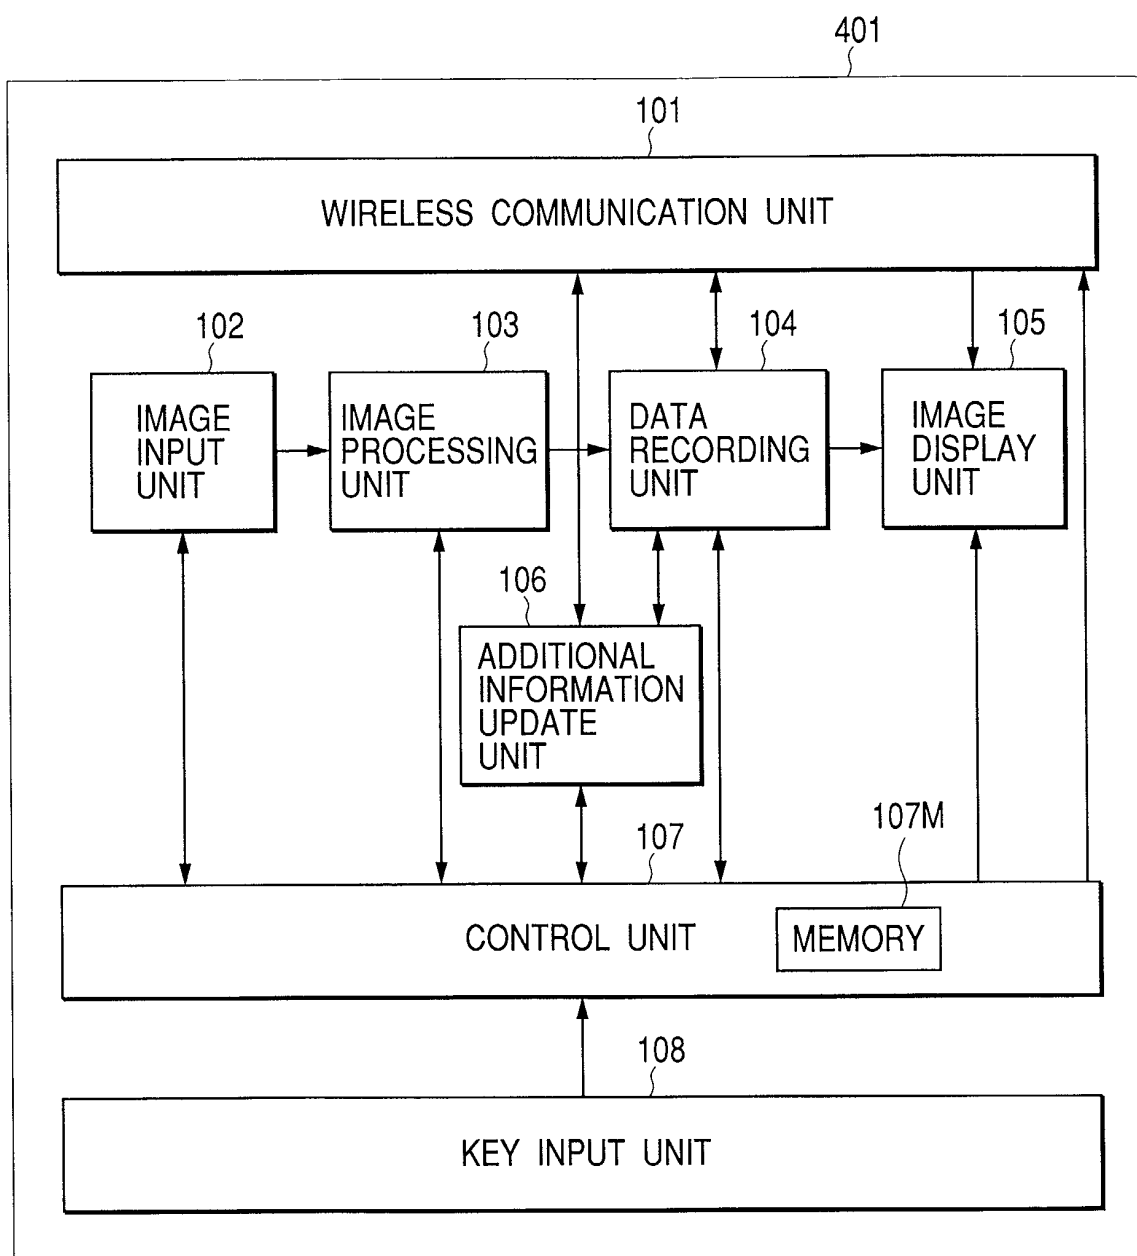 401
101
WIRELESS COMMUNICATION UNIT
102
103
104
105
IMAGE
INPUT
UNIT
IMAGE
PROCESSING
UNIT
DATA
RECORDING
UNIT
IMAGE
DISPLAY
UNIT
106
ADDITIONAL
INFORMATION
UPDATE
UNIT
107
107M
CONTROL UNIT
MEMORY
108
KEY INPUT UNIT